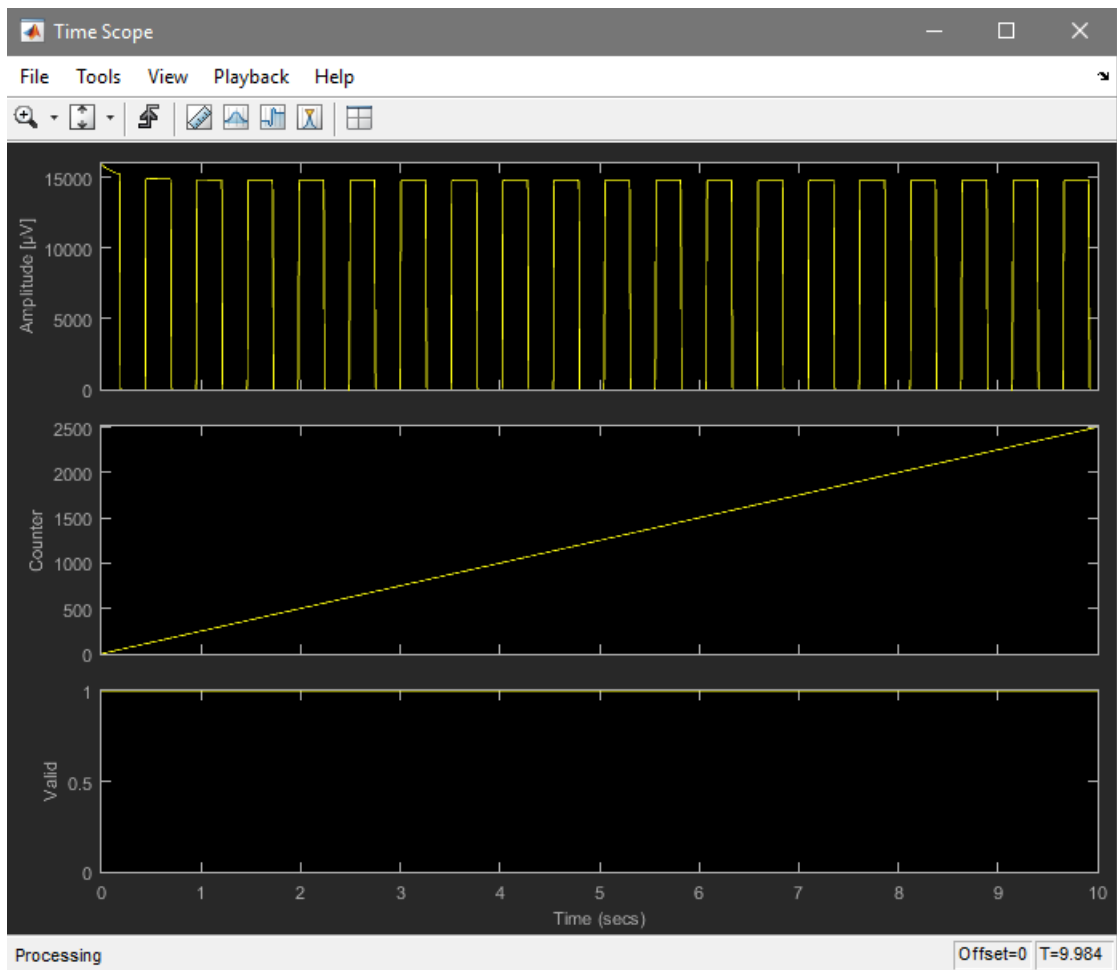 Time Scope
File Tools View Playback Help
15000
10000
5000
0
Amplitude [µV]
2500
2000
1500
1000
500
0
Counter
1
0.5
0
Valid
0 1 2 3 4 5 6 7 8 9 10
Time (secs)
Processing Offset=0 T=9.984